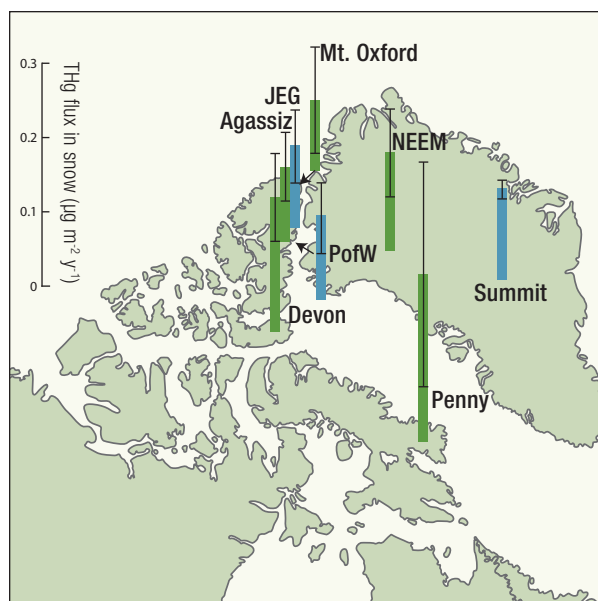 0.3
0.2
0.1
0
THg flux in snow (µg m⁻² y⁻¹)
Mt. Oxford
JEG
Agassiz
NEEM
PofW
Summit
Devon
Penny